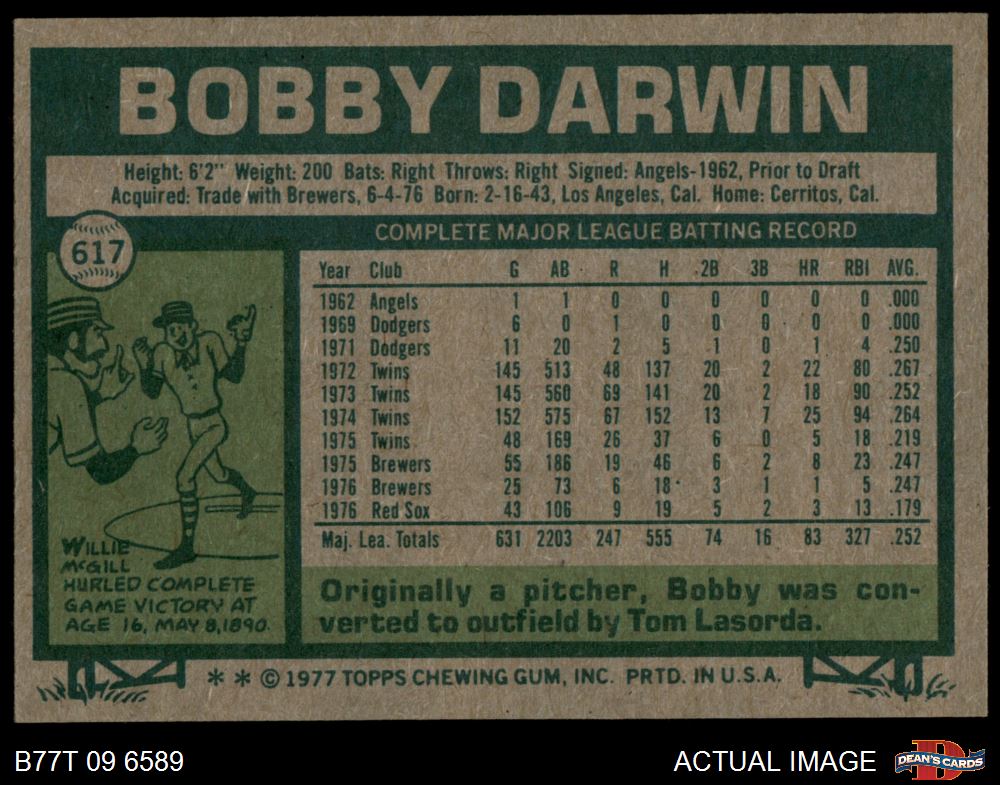 BOBBY DARWIN
Height: 6'2" Weight: 200 Bats: Right Throws: Right Signed: Angels-1962, Prior to Draft
Acquired: Trade with Brewers, 6-4-76 Born: 2-16-43, Los Angeles, Cal. Home: Cerritos, Cal.
617
COMPLETE MAJOR LEAGUE BATTING RECORD
Year Club G AB R H 2B 3B HR RBI AVG.
1962 Angels 1 1 0 0 0 0 0 0 .000
1969 Dodgers 6 0 1 0 0 0 0 0 .000
1971 Dodgers 11 20 2 5 1 0 1 4 .250
1972 Twins 145 513 48 137 20 2 22 80 .267
1973 Twins 145 560 69 141 20 2 18 90 .252
1974 Twins 152 575 67 152 13 7 25 94 .264
1975 Twins 48 169 26 37 6 0 5 18 .219
1975 Brewers 55 186 19 46 6 2 8 23 .247
1976 Brewers 25 73 6 18 3 1 1 5 .247
1976 Red Sox 43 106 9 19 5 2 3 13 .179
Maj. Lea. Totals 631 2203 247 555 74 16 83 327 .252
WILLIE
McGILL
HURLED COMPLETE
GAME VICTORY AT
AGE 16, MAY 8, 1890.
Originally a pitcher, Bobby was con-
verted to outfield by Tom Lasorda.
* * © 1977 TOPPS CHEWING GUM, INC. PRTD. IN U.S.A.
B77T 09 6589
ACTUAL IMAGE
D
DEAN'S CARDS